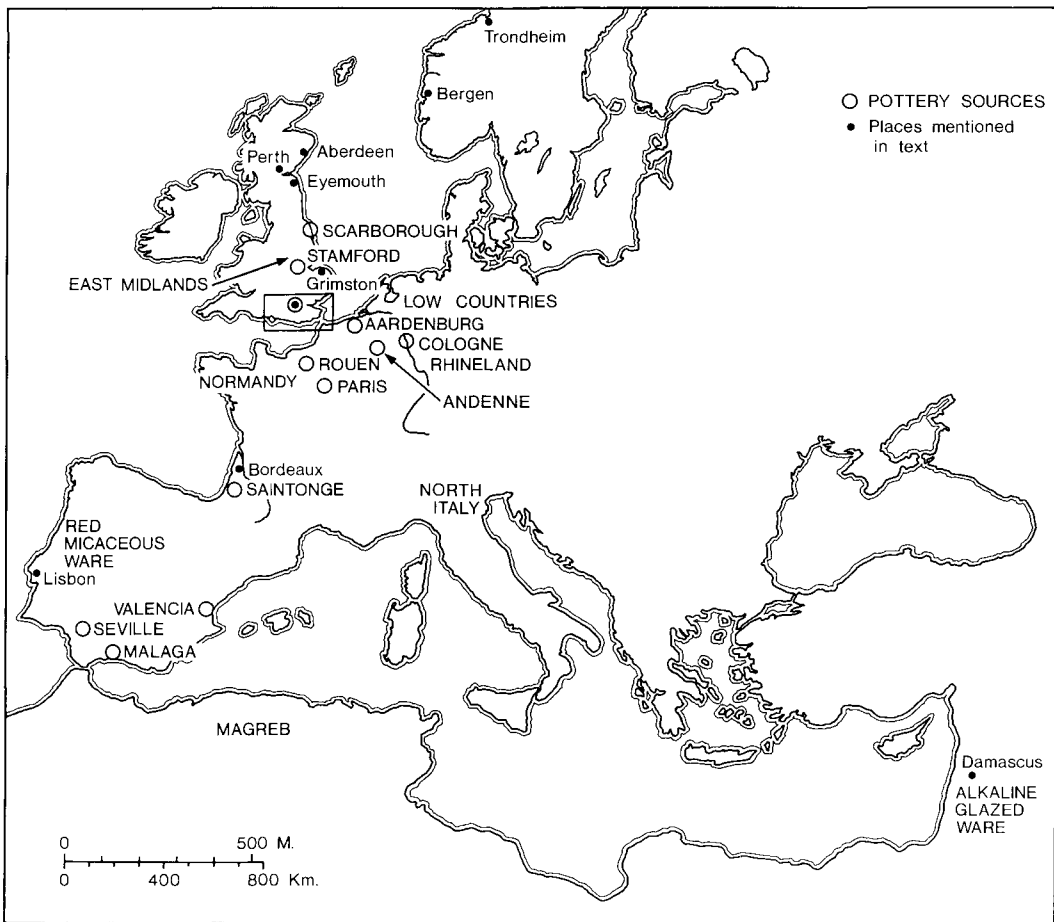 Trondheim
Bergen
POTTERY SOURCES
Places mentioned
in text
Aberdeen
Perth
Eyemouth
SCARBOROUGH
STAMFORD
EAST MIDLANDS
Grimston
LOW COUNTRIES
AARDENBURG
COLOGNE
RHINELAND
ROUEN
NORMANDY
PARIS
ANDENNE
Bordeaux
SAINTONGE
NORTH
ITALY
RED
MICACEOUS
WARE
Lisbon
VALENCIA
SEVILLE
MALAGA
MAGREB
Damascus
ALKALINE
GLAZED
WARE
0 500 M.
0 400 800 Km.